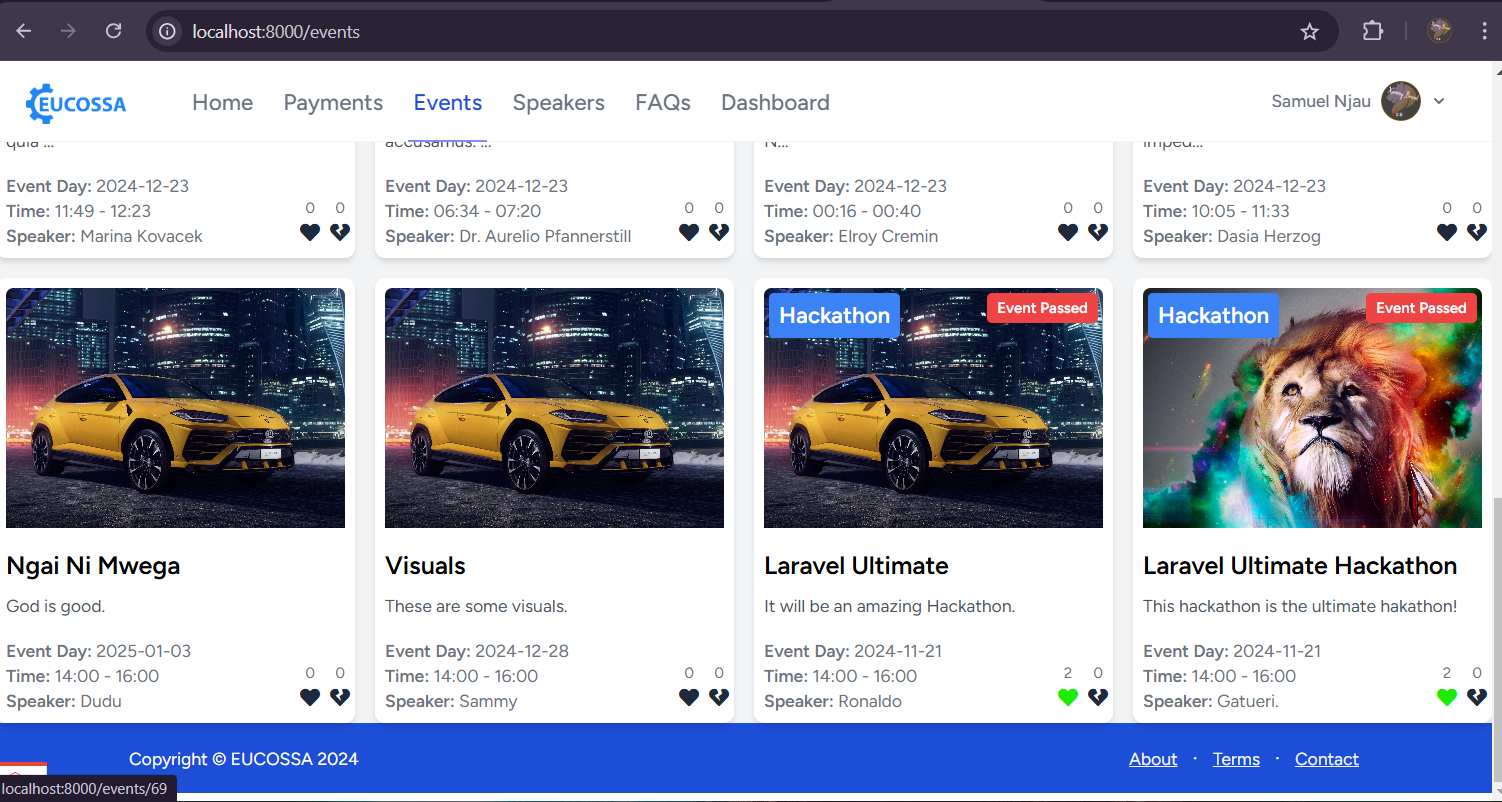 localhost:8000/events
EUCOSSA
Home Payments Events Speakers FAQs Dashboard
Samuel Njau
quia ...
accusamus. ...
N...
imped...
Event Day: 2024-12-23
Time: 11:49 - 12:23
Speaker: Marina Kovacek
0 0
Event Day: 2024-12-23
Time: 06:34 - 07:20
Speaker: Dr. Aurelio Pfannerstill
0 0
Event Day: 2024-12-23
Time: 00:16 - 00:40
Speaker: Elroy Cremin
0 0
Event Day: 2024-12-23
Time: 10:05 - 11:33
Speaker: Dasia Herzog
0 0
Ngai Ni Mwega
God is good.
Event Day: 2025-01-03
Time: 14:00 - 16:00
Speaker: Dudu
0 0
Visuals
These are some visuals.
Event Day: 2024-12-28
Time: 14:00 - 16:00
Speaker: Sammy
0 0
Hackathon
Event Passed
Laravel Ultimate
It will be an amazing Hackathon.
Event Day: 2024-11-21
Time: 14:00 - 16:00
Speaker: Ronaldo
2 0
Hackathon
Event Passed
Laravel Ultimate Hackathon
This hackathon is the ultimate hakathon!
Event Day: 2024-11-21
Time: 14:00 - 16:00
Speaker: Gatueri.
2 0
Copyright © EUCOSSA 2024
About · Terms · Contact
localhost:8000/events/69